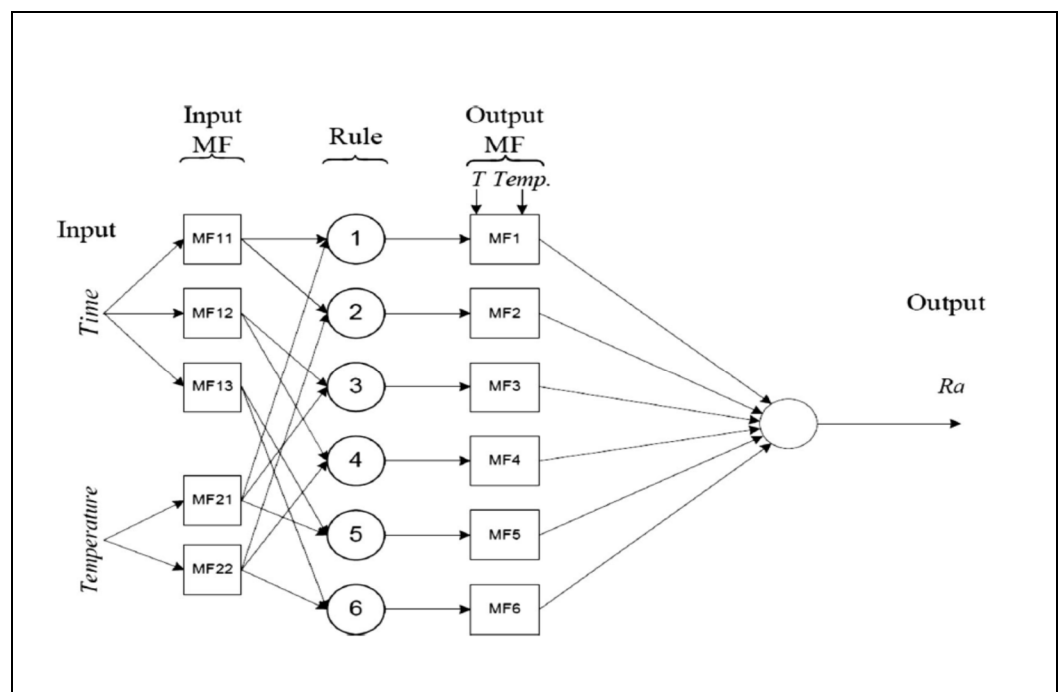 Input
MF
Rule
Output
MF
T Temp.
Input
Time
Temperature
MF11
MF12
MF13
MF21
MF22
1
2
3
4
5
6
MF1
MF2
MF3
MF4
MF5
MF6
Output
Ra